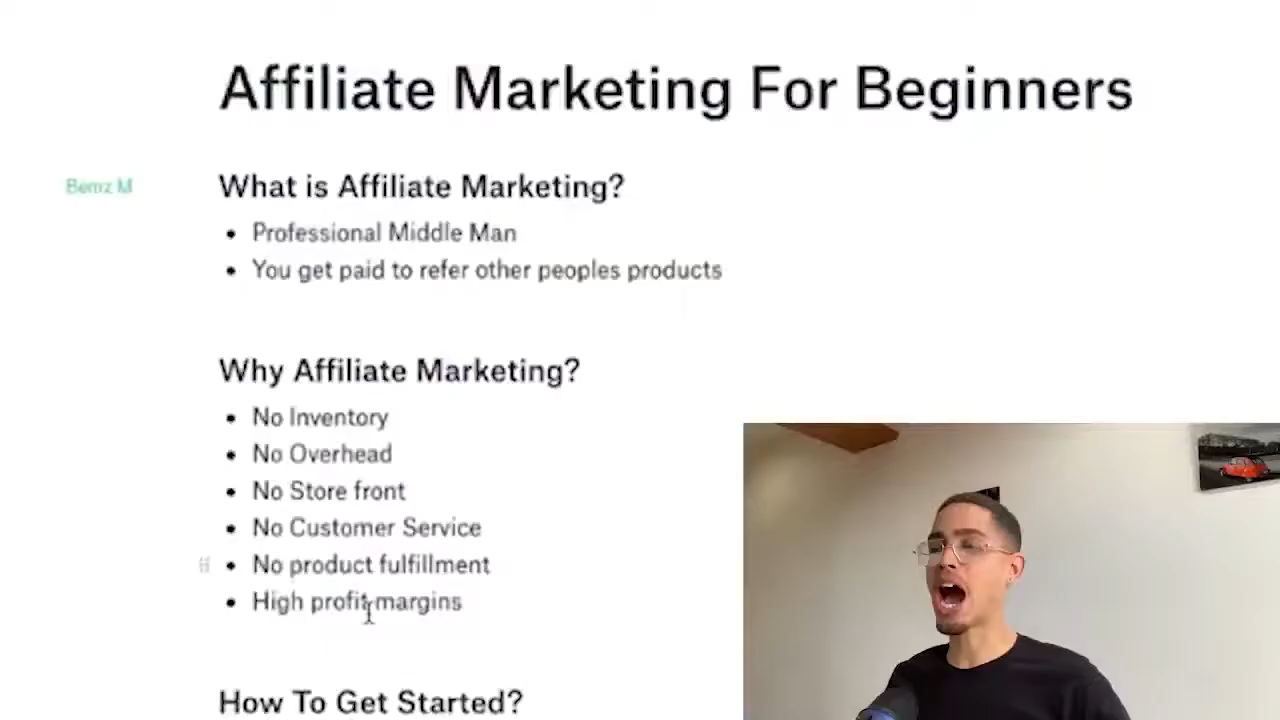 Affiliate Marketing For Beginners
Bemz M
What is Affiliate Marketing?
Professional Middle Man
You get paid to refer other peoples products
Why Affiliate Marketing?
No Inventory
No Overhead
No Store front
No Customer Service
No product fulfillment
High profit margins
How To Get Started?